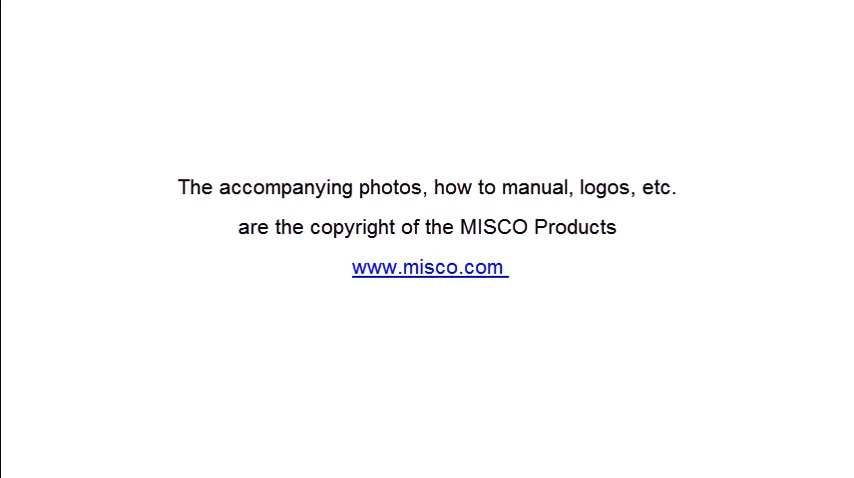 The accompanying photos, how to manual, logos, etc.
are the copyright of the MISCO Products
www.misco.com